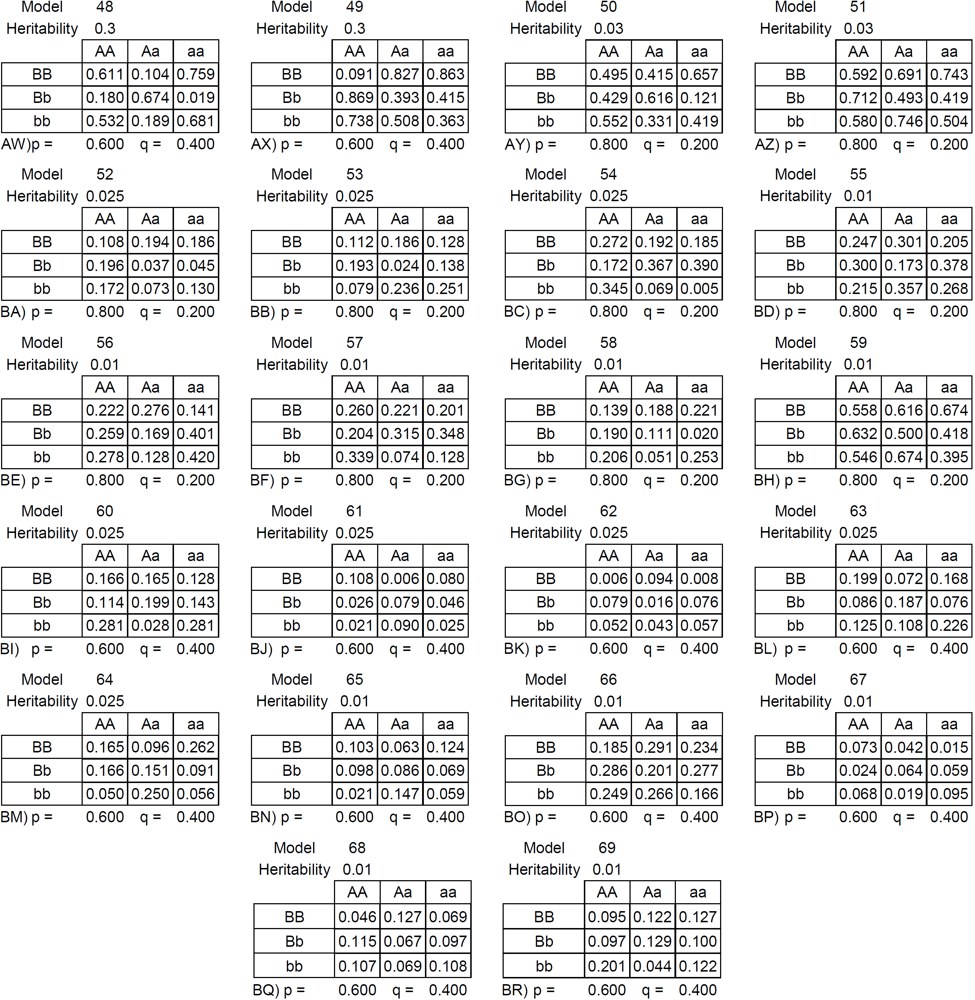 Model 48 Model 49 Model 50 Model 51
Heritability 0.3 Heritability 0.3 Heritability 0.03 Heritability 0.03
AA Aa aa AA Aa aa AA Aa aa AA Aa aa
BB 0.611 0.104 0.759 BB 0.091 0.827 0.863 BB 0.495 0.415 0.657 BB 0.592 0.691 0.743
Bb 0.180 0.674 0.019 Bb 0.869 0.393 0.415 Bb 0.429 0.616 0.121 Bb 0.712 0.493 0.419
bb 0.532 0.189 0.681 bb 0.738 0.508 0.363 bb 0.552 0.331 0.419 bb 0.580 0.746 0.504
AW) p = 0.600 q = 0.400 AX) p = 0.600 q = 0.400 AY) p = 0.800 q = 0.200 AZ) p = 0.800 q = 0.200
Model 52 Model 53 Model 54 Model 55
Heritability 0.025 Heritability 0.025 Heritability 0.025 Heritability 0.01
AA Aa aa AA Aa aa AA Aa aa AA Aa aa
BB 0.108 0.194 0.186 BB 0.112 0.186 0.128 BB 0.272 0.192 0.185 BB 0.247 0.301 0.205
Bb 0.196 0.037 0.045 Bb 0.193 0.024 0.138 Bb 0.172 0.367 0.390 Bb 0.300 0.173 0.378
bb 0.172 0.073 0.130 bb 0.079 0.236 0.251 bb 0.345 0.069 0.005 bb 0.215 0.357 0.268
BA) p = 0.800 q = 0.200 BB) p = 0.800 q = 0.200 BC) p = 0.800 q = 0.200 BD) p = 0.800 q = 0.200
Model 56 Model 57 Model 58 Model 59
Heritability 0.01 Heritability 0.01 Heritability 0.01 Heritability 0.01
AA Aa aa AA Aa aa AA Aa aa AA Aa aa
BB 0.222 0.276 0.141 BB 0.260 0.221 0.201 BB 0.139 0.188 0.221 BB 0.558 0.616 0.674
Bb 0.259 0.169 0.401 Bb 0.204 0.315 0.348 Bb 0.190 0.111 0.020 Bb 0.632 0.500 0.418
bb 0.278 0.128 0.420 bb 0.339 0.074 0.128 bb 0.206 0.051 0.253 bb 0.546 0.674 0.395
BE) p = 0.800 q = 0.200 BF) p = 0.800 q = 0.200 BG) p = 0.800 q = 0.200 BH) p = 0.800 q = 0.200
Model 60 Model 61 Model 62 Model 63
Heritability 0.025 Heritability 0.025 Heritability 0.025 Heritability 0.025
AA Aa aa AA Aa aa AA Aa aa AA Aa aa
BB 0.166 0.165 0.128 BB 0.108 0.006 0.080 BB 0.006 0.094 0.008 BB 0.199 0.072 0.168
Bb 0.114 0.199 0.143 Bb 0.026 0.079 0.046 Bb 0.079 0.016 0.076 Bb 0.086 0.187 0.076
bb 0.281 0.028 0.281 bb 0.021 0.090 0.025 bb 0.052 0.043 0.057 bb 0.125 0.108 0.226
BI) p = 0.600 q = 0.400 BJ) p = 0.600 q = 0.400 BK) p = 0.600 q = 0.400 BL) p = 0.600 q = 0.400
Model 64 Model 65 Model 66 Model 67
Heritability 0.025 Heritability 0.01 Heritability 0.01 Heritability 0.01
AA Aa aa AA Aa aa AA Aa aa AA Aa aa
BB 0.165 0.096 0.262 BB 0.103 0.063 0.124 BB 0.185 0.291 0.234 BB 0.073 0.042 0.015
Bb 0.166 0.151 0.091 Bb 0.098 0.086 0.069 Bb 0.286 0.201 0.277 Bb 0.024 0.064 0.059
bb 0.050 0.250 0.056 bb 0.021 0.147 0.059 bb 0.249 0.266 0.166 bb 0.068 0.019 0.095
BM) p = 0.600 q = 0.400 BN) p = 0.600 q = 0.400 BO) p = 0.600 q = 0.400 BP) p = 0.600 q = 0.400
Model 68 Model 69
Heritability 0.01 Heritability 0.01
AA Aa aa AA Aa aa
BB 0.046 0.127 0.069 BB 0.095 0.122 0.127
Bb 0.115 0.067 0.097 Bb 0.097 0.129 0.100
bb 0.107 0.069 0.108 bb 0.201 0.044 0.122
BQ) p = 0.600 q = 0.400 BR) p = 0.600 q = 0.400